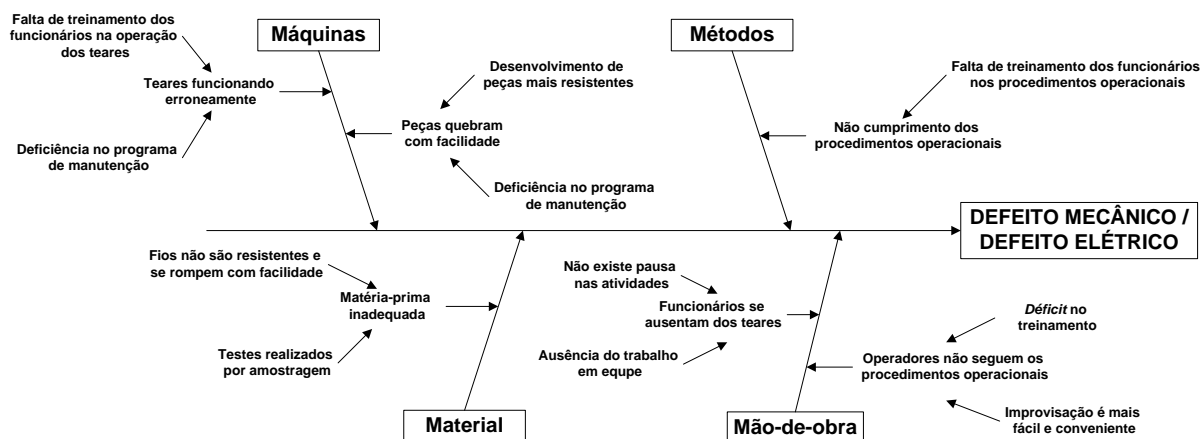 Falta de treinamento dos
funcionários na operação
dos teares
Máquinas
Teares funcionando
erroneamente
Deficiência no programa
de manutenção
Desenvolvimento de
peças mais resistentes
Peças quebram
com facilidade
Deficiência no programa
de manutenção
Métodos
Falta de treinamento dos funcionários
nos procedimentos operacionais
Não cumprimento dos
procedimentos operacionais
DEFEITO MECÂNICO /
DEFEITO ELÉTRICO
Fios não são resistentes e
se rompem com facilidade
Matéria-prima
inadequada
Testes realizados
por amostragem
Material
Não existe pausa
nas atividades
Funcionários se
ausentam dos teares
Ausência do trabalho
em equpe
Déficit no
treinamento
Operadores não seguem os
procedimentos operacionais
Improvisação é mais
fácil e conveniente
Mão-de-obra